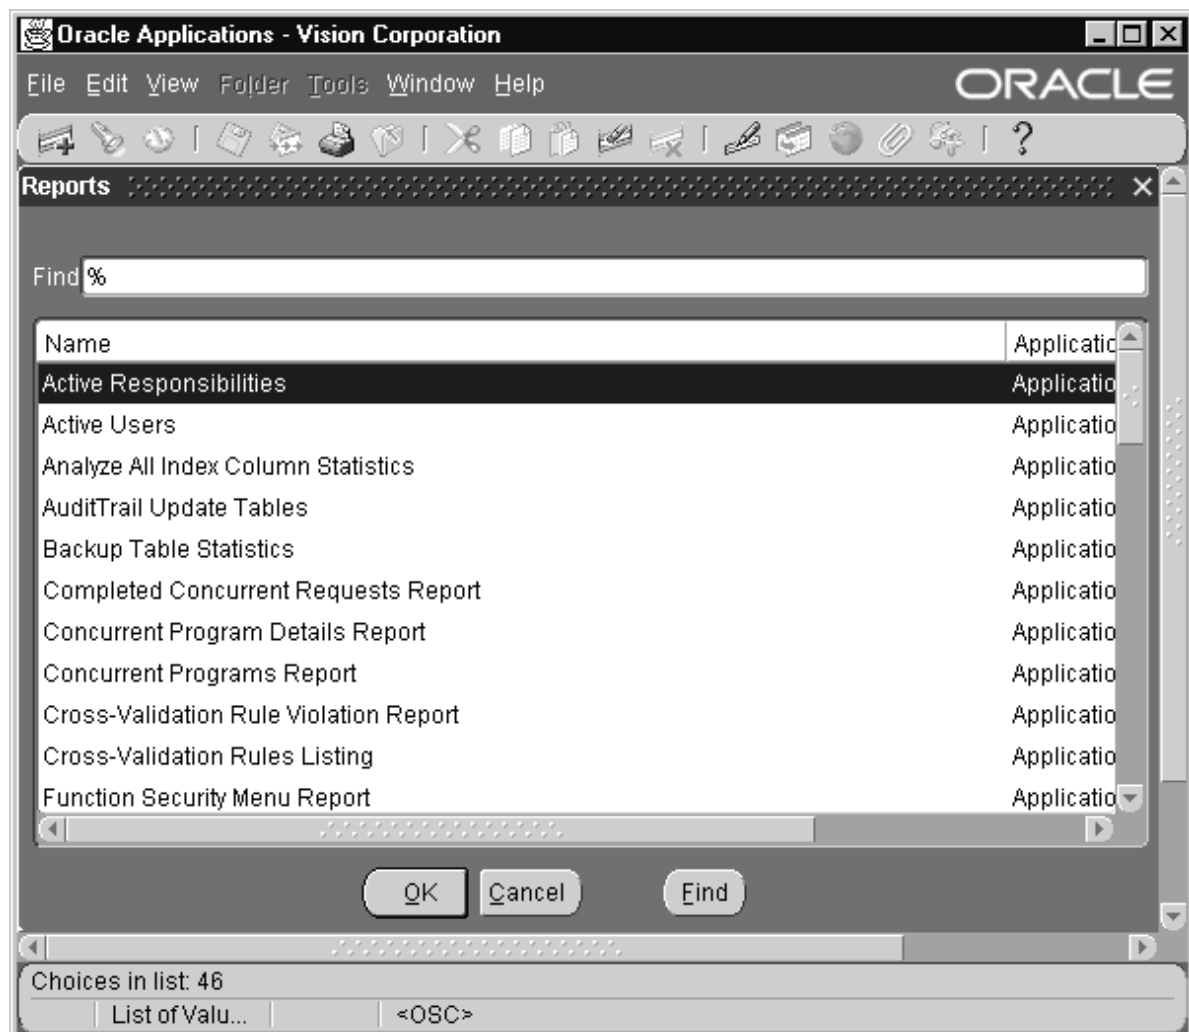 Oracle Applications - Vision Corporation
File Edit View Folder Tools Window Help
ORACLE
?
Reports
Find %
Name Applicatio
Active Responsibilities Applicatio
Active Users Applicatio
Analyze All Index Column Statistics Applicatio
AuditTrail Update Tables Applicatio
Backup Table Statistics Applicatio
Completed Concurrent Requests Report Applicatio
Concurrent Program Details Report Applicatio
Concurrent Programs Report Applicatio
Cross-Validation Rule Violation Report Applicatio
Cross-Validation Rules Listing Applicatio
Function Security Menu Report Applicatio
OK Cancel Find
Choices in list: 46
List of Valu... <OSC>